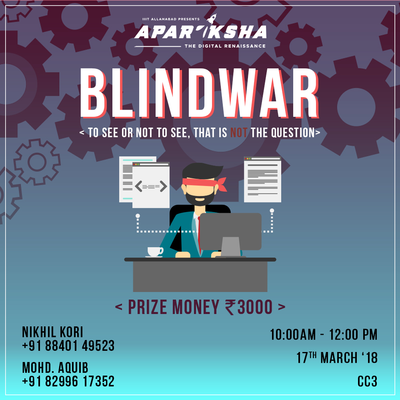 IIIT ALLAHABAD PRESENTS
APARIKSHA
THE DIGITAL RENAISSANCE
BLINDWAR
< TO SEE OR NOT TO SEE, THAT IS NOT THE QUESTION>
< PRIZE MONEY ₹3000 >
NIKHIL KORI
+91 88401 49523
MOHD. AQUIB
+91 82996 17352
10:00AM - 12:00 PM
17TH MARCH ‘18
CC3